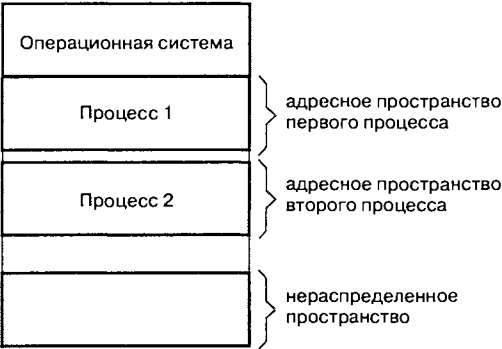 Операционная система
Процесс 1
адресное пространство
первого процесса
Процесс 2
адресное пространство
второго процесса
нераспределенное
пространство